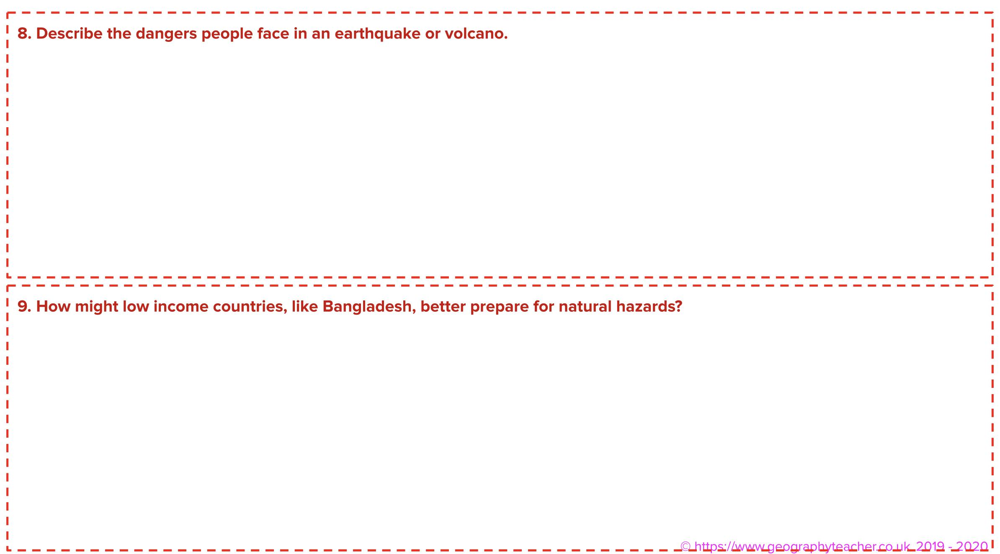 8. Describe the dangers people face in an earthquake or volcano.
9. How might low income countries, like Bangladesh, better prepare for natural hazards?
© https://www.geographyteacher.co.uk 2019 - 2020